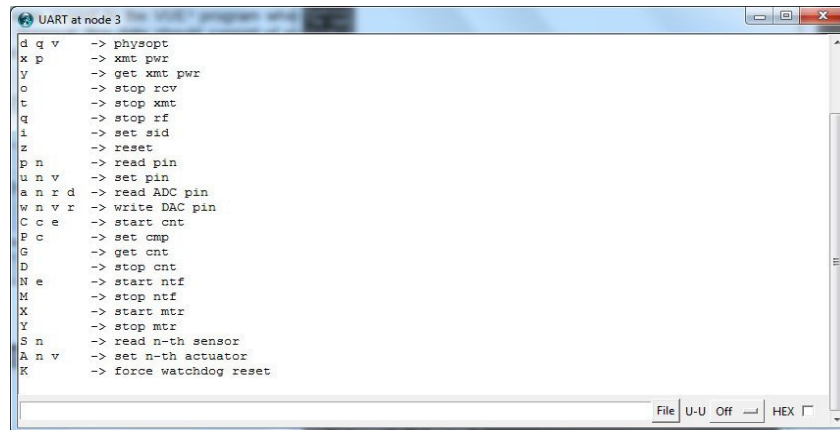 UART at node 3
d q v -> physopt
x p -> xmt pwr
y -> get xmt pwr
o -> stop rcv
t -> stop xmt
q -> stop rf
i -> set sid
z -> reset
p n -> read pin
u n v -> set pin
a n r d -> read ADC pin
w n v r -> write DAC pin
C c e -> start cnt
P c -> set cmp
G -> get cnt
D -> stop cnt
N e -> start ntf
M -> stop ntf
X -> start mtr
Y -> stop mtr
S n -> read n-th sensor
A n v -> set n-th actuator
K -> force watchdog reset
File U-U Off HEX